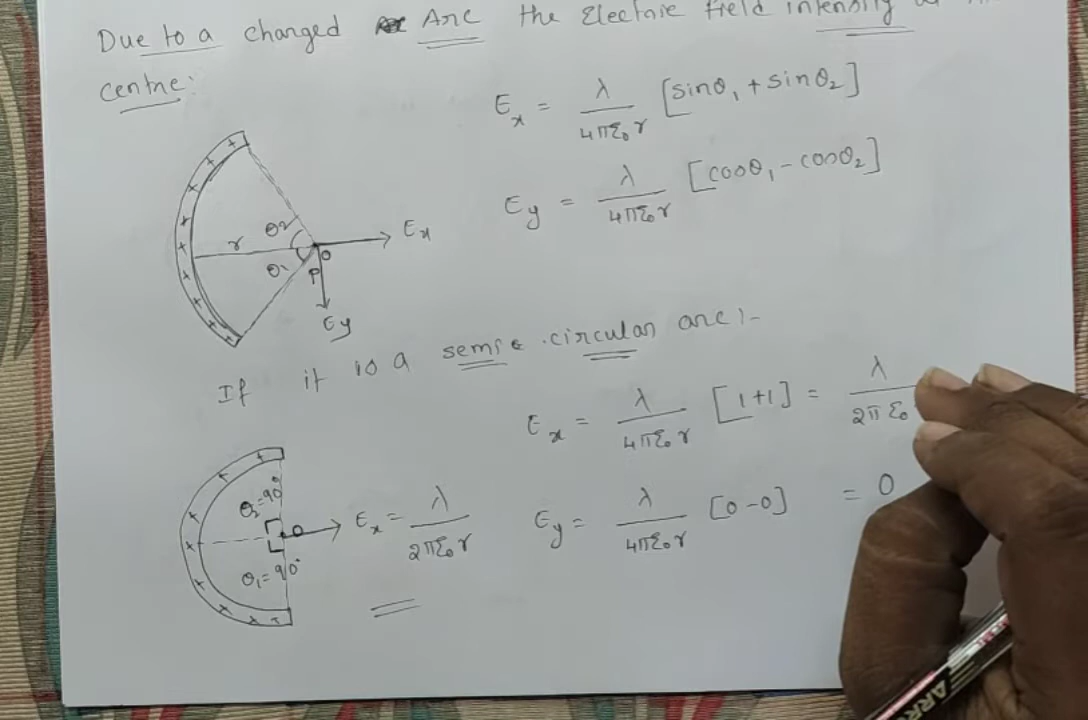 Due to a changed Arc the Electric Field intensity
centre:
Ex = λ/4πε₀r [sinθ₁ + sinθ₂]
Ey = λ/4πε₀r [cosθ₁ - cosθ₂]
θ₂
r
θ₁
O
P
Ex
Ey
If it is a semi circular arc:-
Ex = λ/4πε₀r [1+1] = λ/2πε₀
θ₂=90°
O
θ₁=90°
Ex = λ/2πε₀r
Ey = λ/4πε₀r [0-0] = 0
ARR